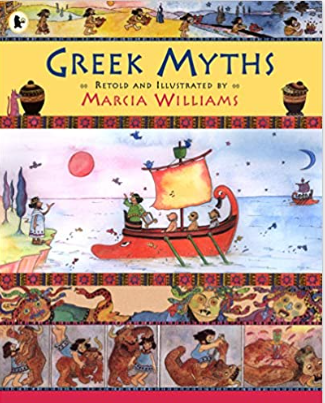 GREEK MYTHS
RETOLD AND ILLUSTRATED BY
MARCIA WILLIAMS